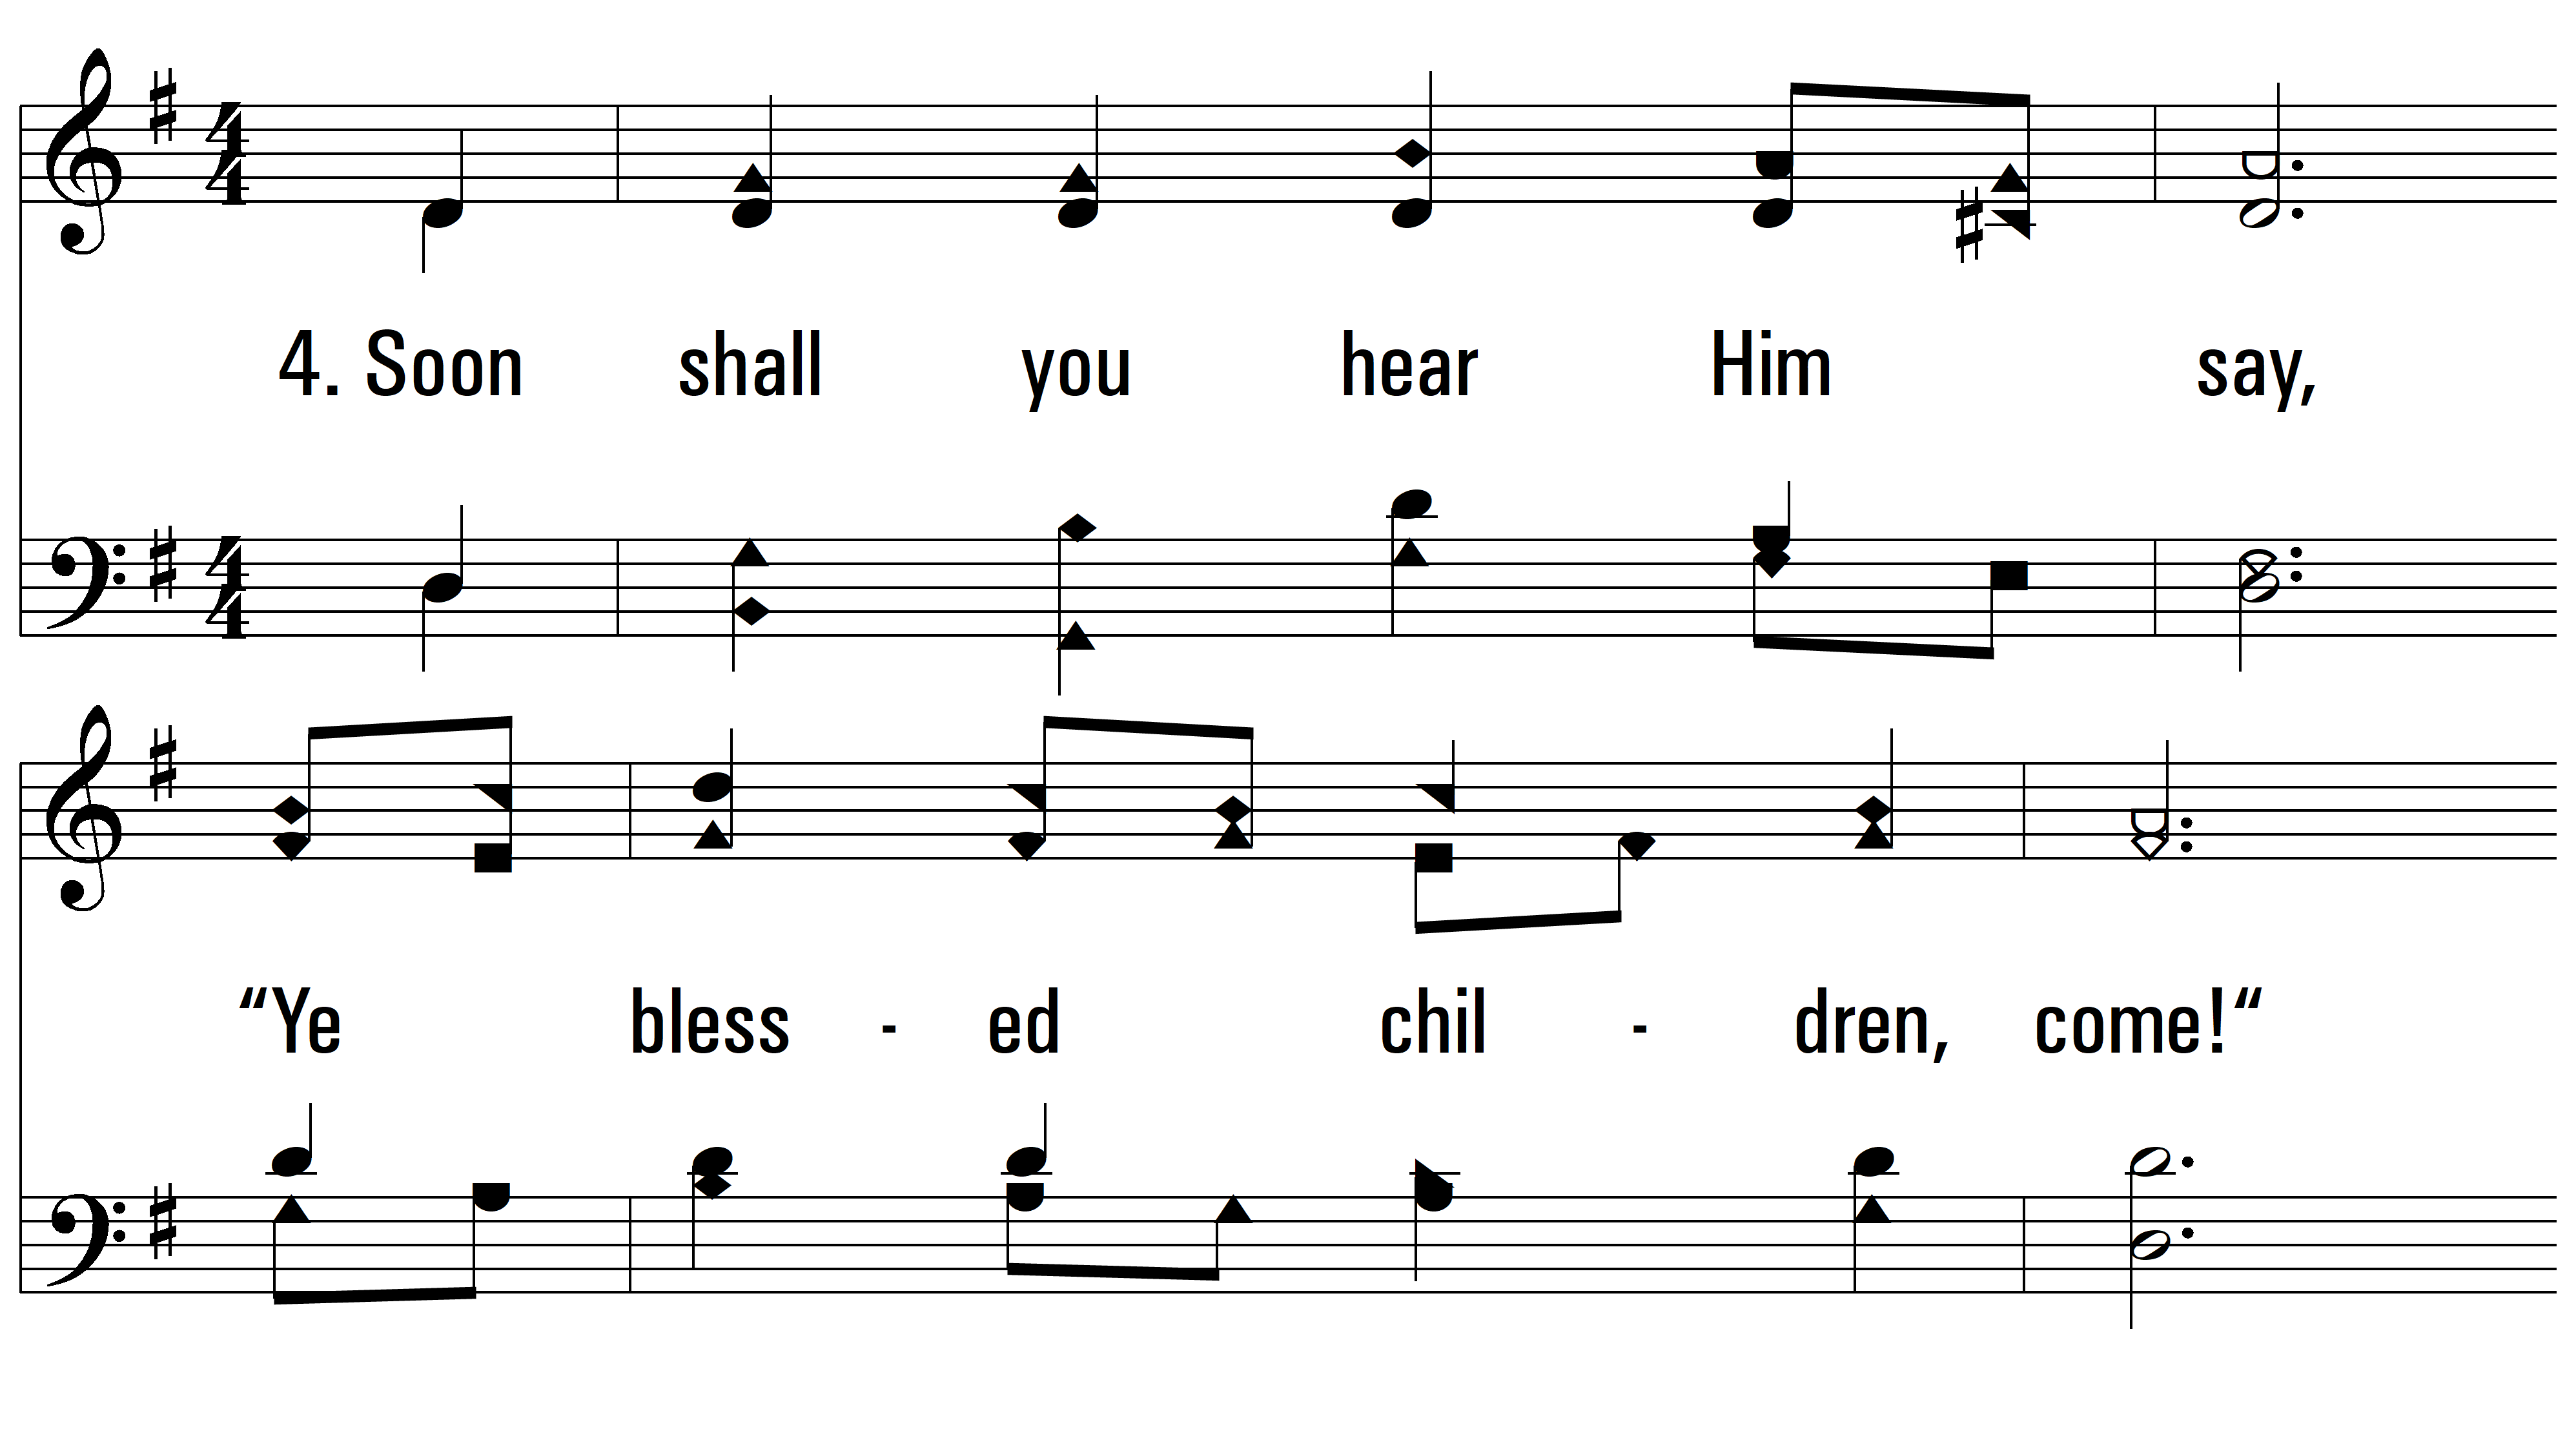 4. Soon shall you hear Him say,
“Ye bless - ed chil - dren, come!“